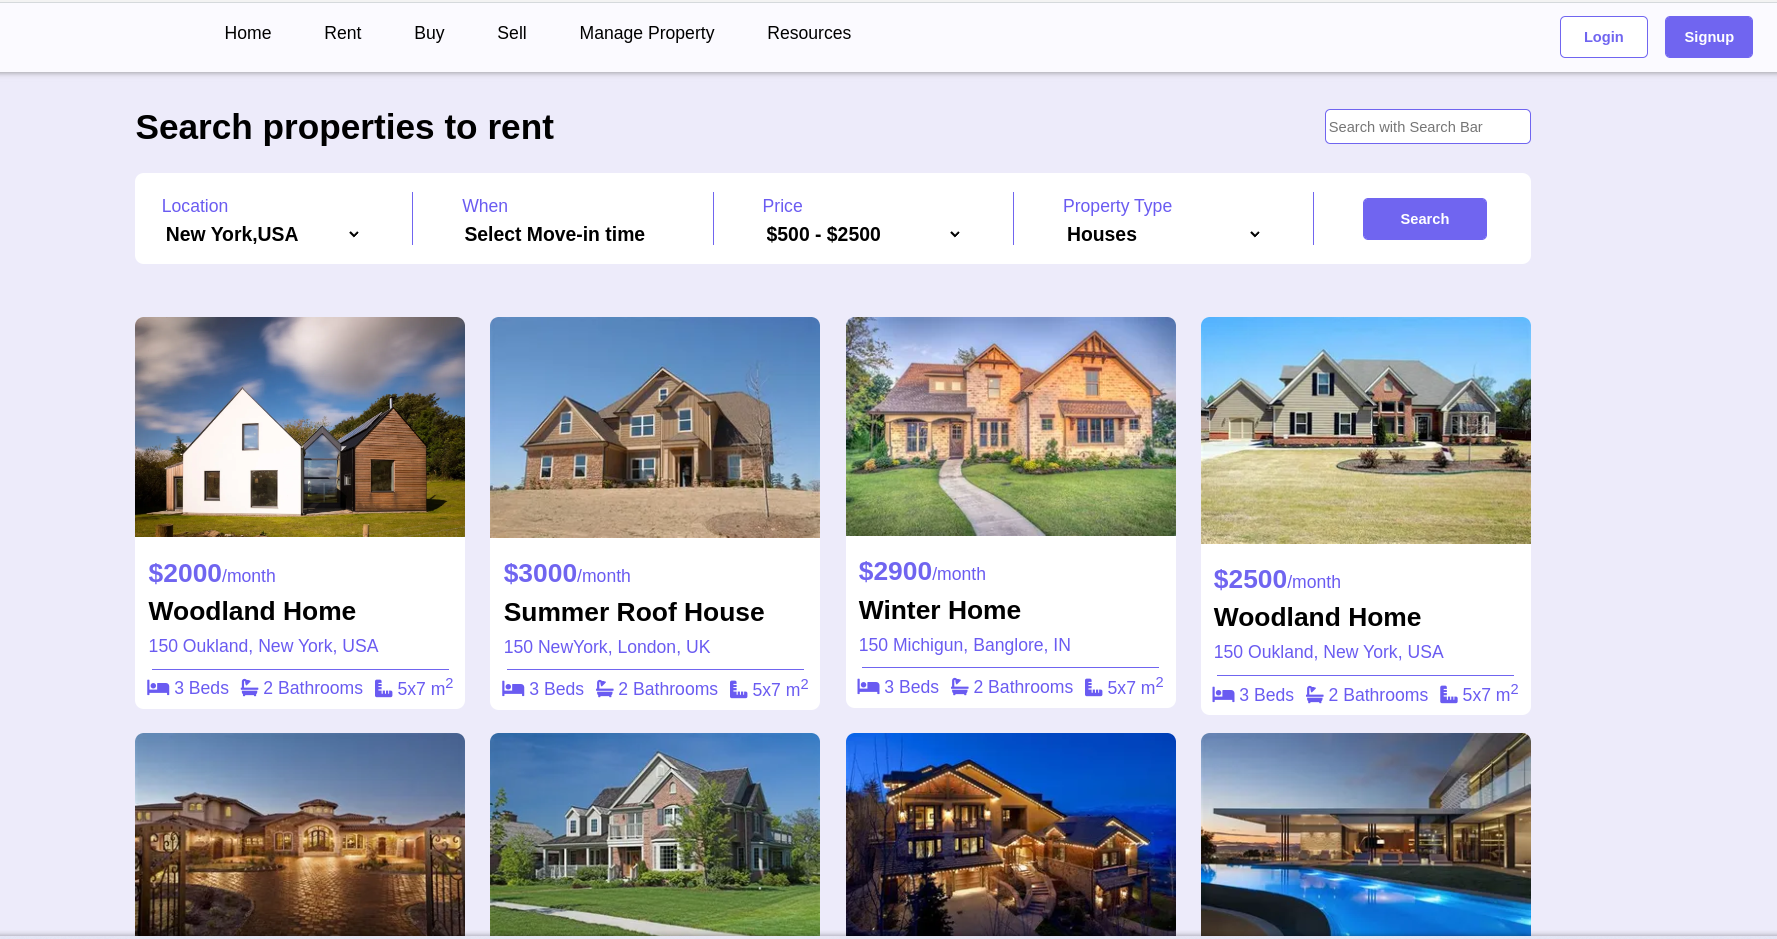 Home Rent Buy Sell Manage Property Resources Login Signup
Search properties to rent
Search with Search Bar
Location When Price Property Type
New York,USA Select Move-in time $500 - $2500 Houses Search
$2000/month $3000/month $2900/month $2500/month
Woodland Home Summer Roof House Winter Home Woodland Home
150 Oukland, New York, USA 150 NewYork, London, UK 150 Michigun, Banglore, IN 150 Oukland, New York, USA
3 Beds 2 Bathrooms 5x7 m² 3 Beds 2 Bathrooms 5x7 m² 3 Beds 2 Bathrooms 5x7 m² 3 Beds 2 Bathrooms 5x7 m²